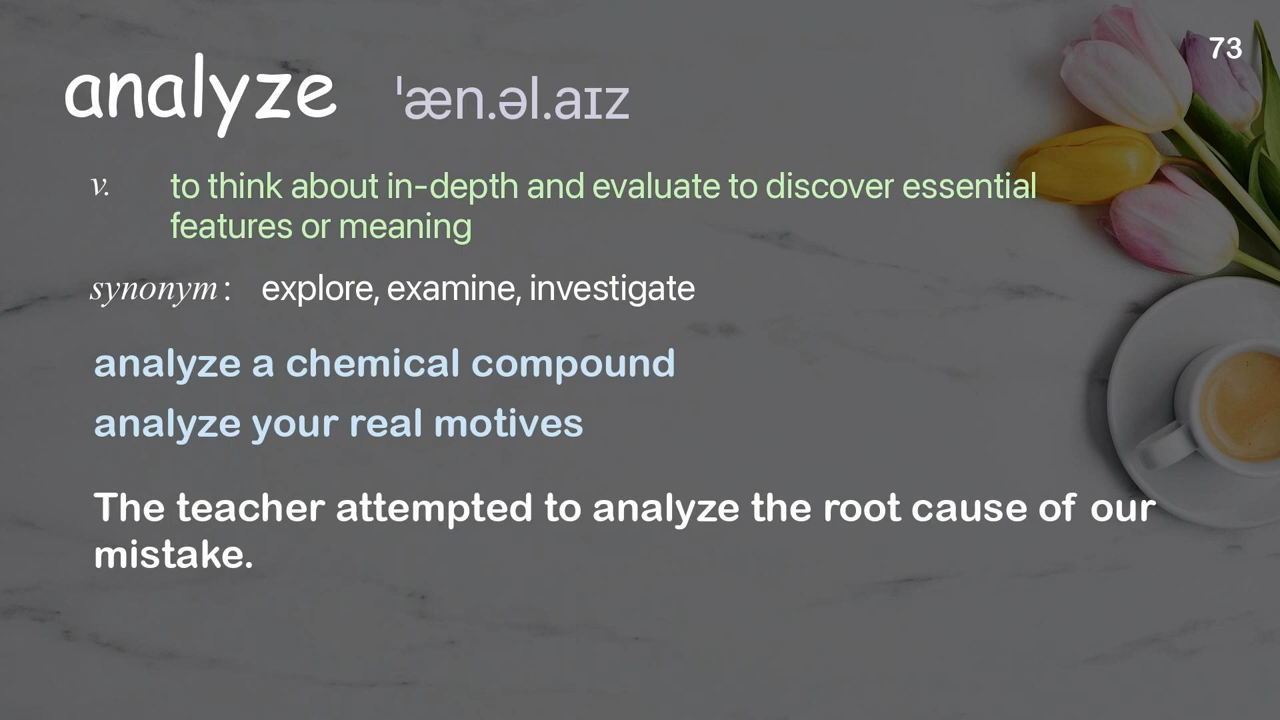 73
analyze ˈæn.əl.aɪz
v. to think about in-depth and evaluate to discover essential
features or meaning
synonym: explore, examine, investigate
analyze a chemical compound
analyze your real motives
The teacher attempted to analyze the root cause of our
mistake.